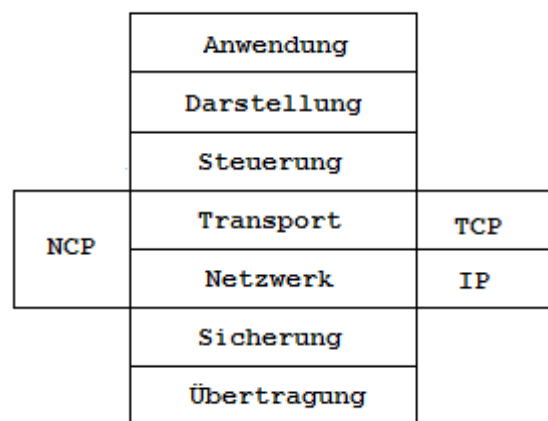 Anwendung
Darstellung
Steuerung
NCP
Transport
TCP
Netzwerk
IP
Sicherung
Übertragung